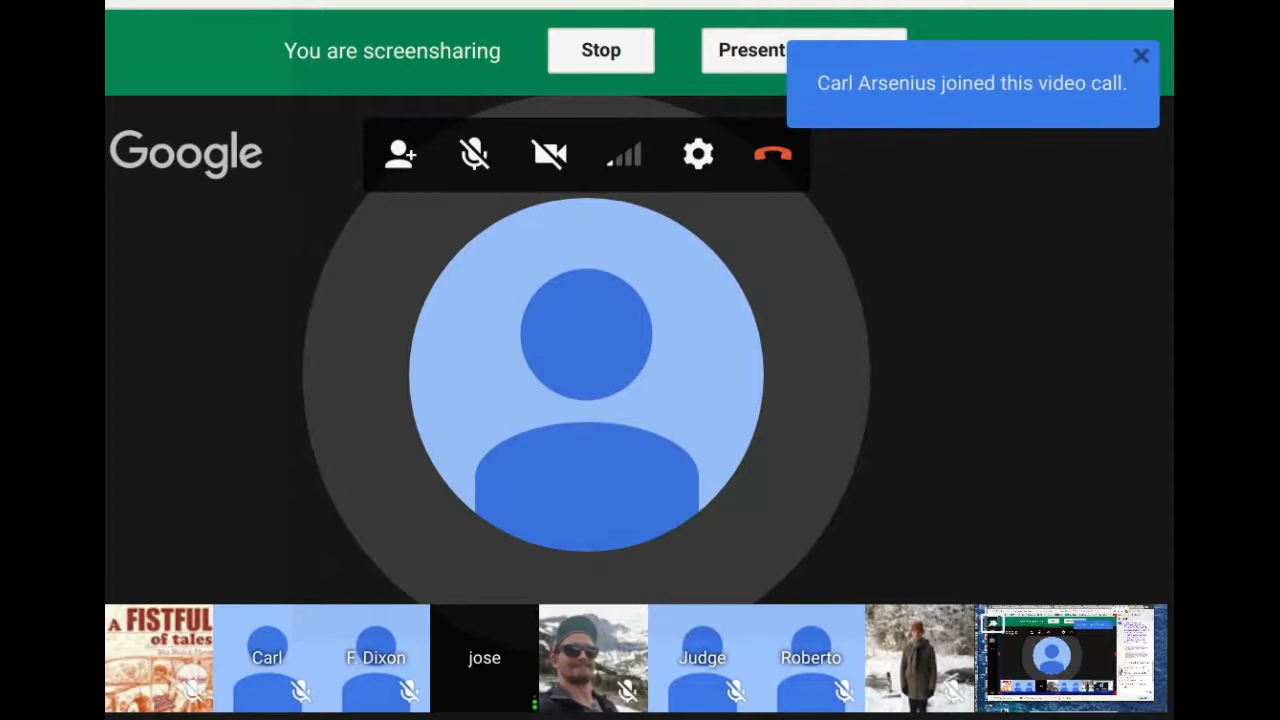 You are screensharing
Stop
Present
Carl Arsenius joined this video call.
Google
A FISTFUL
of tales
Carl
F. Dixon
jose
Judge
Roberto